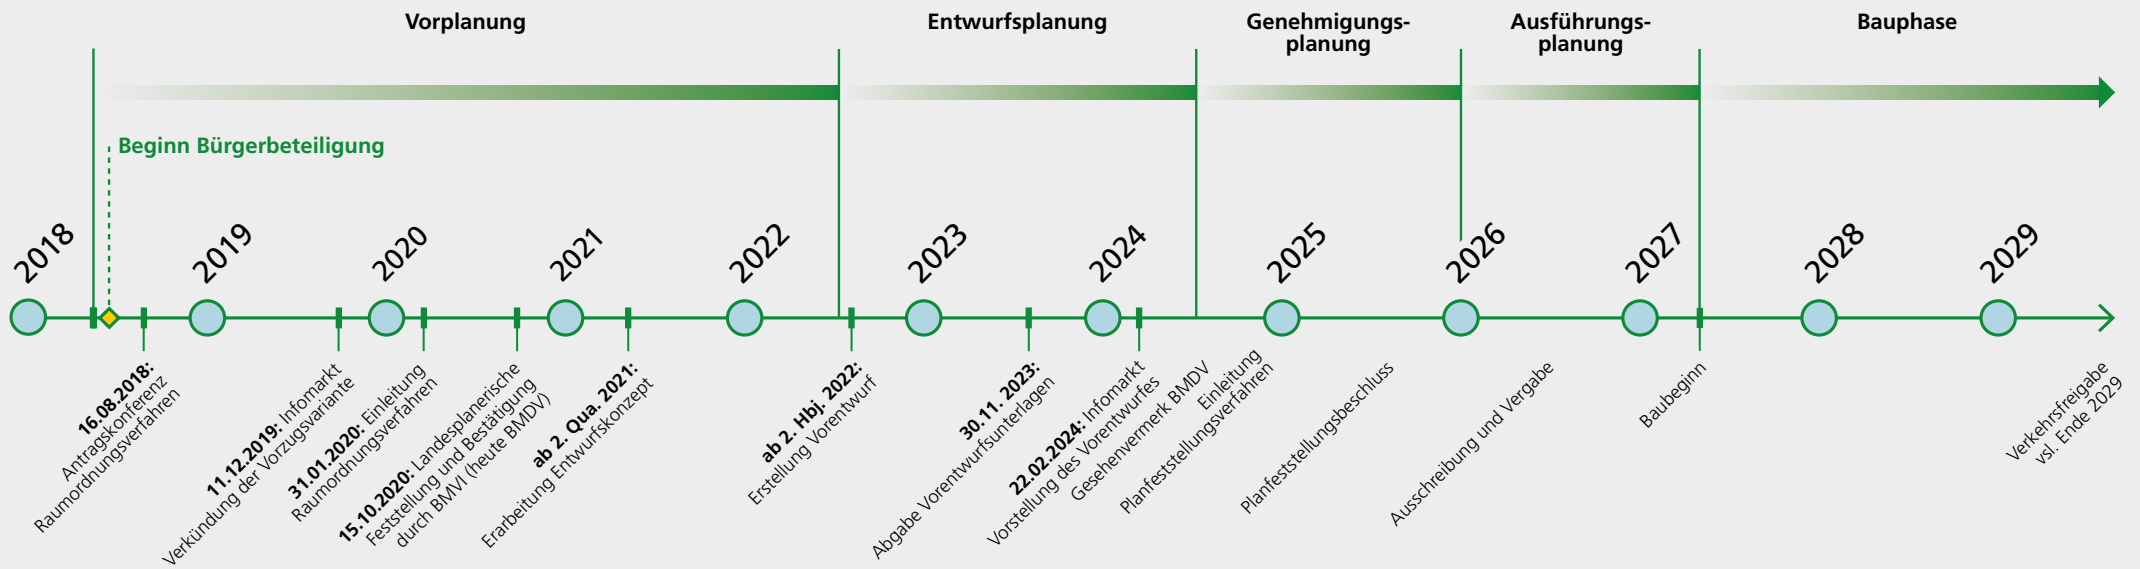 Vorplanung
Entwurfsplanung
Genehmigungs-
planung
Ausführungs-
planung
Bauphase
Beginn Bürgerbeteiligung
2018
2019
2020
2021
2022
2023
2024
2025
2026
2027
2028
2029
16.08.2018:
Antragskonferenz
Raumordnungsverfahren
11.12.2019: Infomarkt
Verkündung der Vorzugsvariante
31.01.2020: Einleitung
Raumordnungsverfahren
15.10.2020: Landesplanerische
Feststellung und Bestätigung
durch BMVI (heute BMDV)
ab 2. Qua. 2021:
Erarbeitung Entwurfskonzept
ab 2. Hbj. 2022:
Erstellung Vorentwurf
30.11. 2023:
Abgabe Vorentwurfsunterlagen
22.02.2024: Infomarkt
Vorstellung des Vorentwurfes
Gesehenvermerk BMDV
Einleitung
Planfeststellungsverfahren
Planfeststellungsbeschluss
Ausschreibung und Vergabe
Baubeginn
Verkehrsfreigabe
vsl. Ende 2029